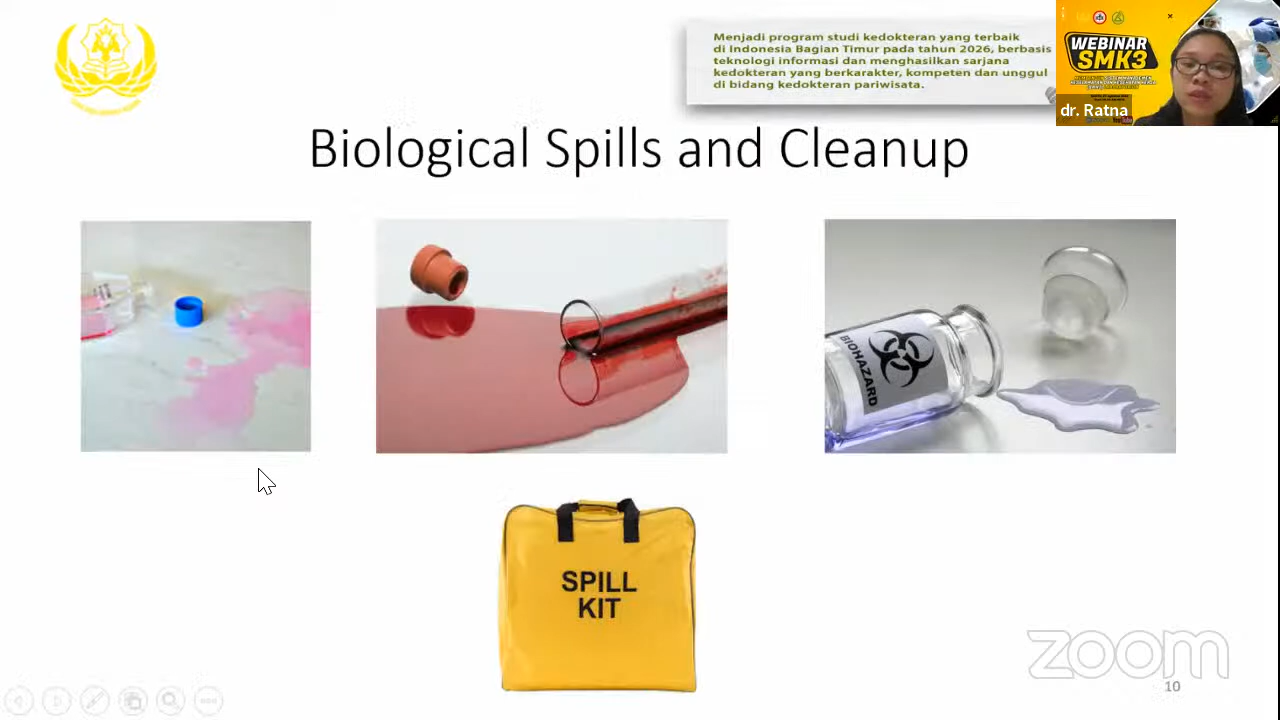 Menjadi program studi kedokteran yang terbaik
di Indonesia Bagian Timur pada tahun 2026, berbasis
teknologi informasi dan menghasilkan sarjana
kedokteran yang berkarakter, kompeten dan unggul
di bidang kedokteran pariwisata.
WEBINAR
SMK3
dr. Ratna
Biological Spills and Cleanup
BIOHAZARD
SPILL
KIT
zoom
10